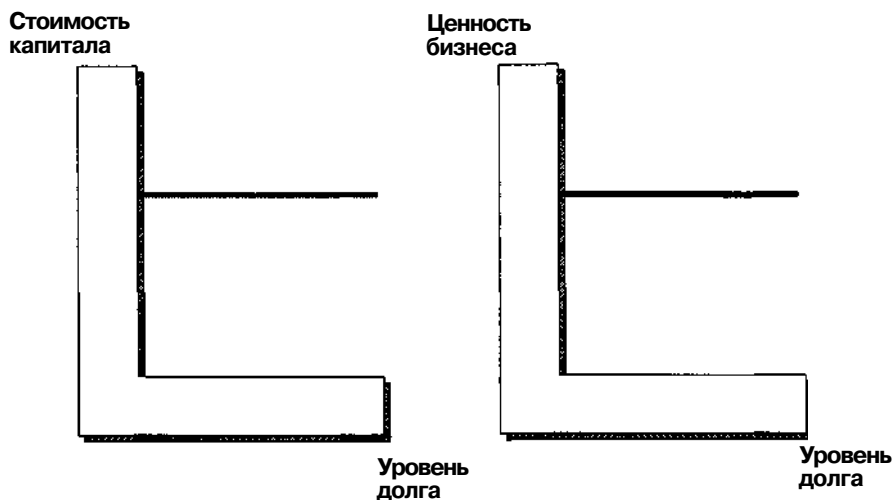 Стоимость
капитала
Ценность
бизнеса
Уровень
долга
Уровень
долга